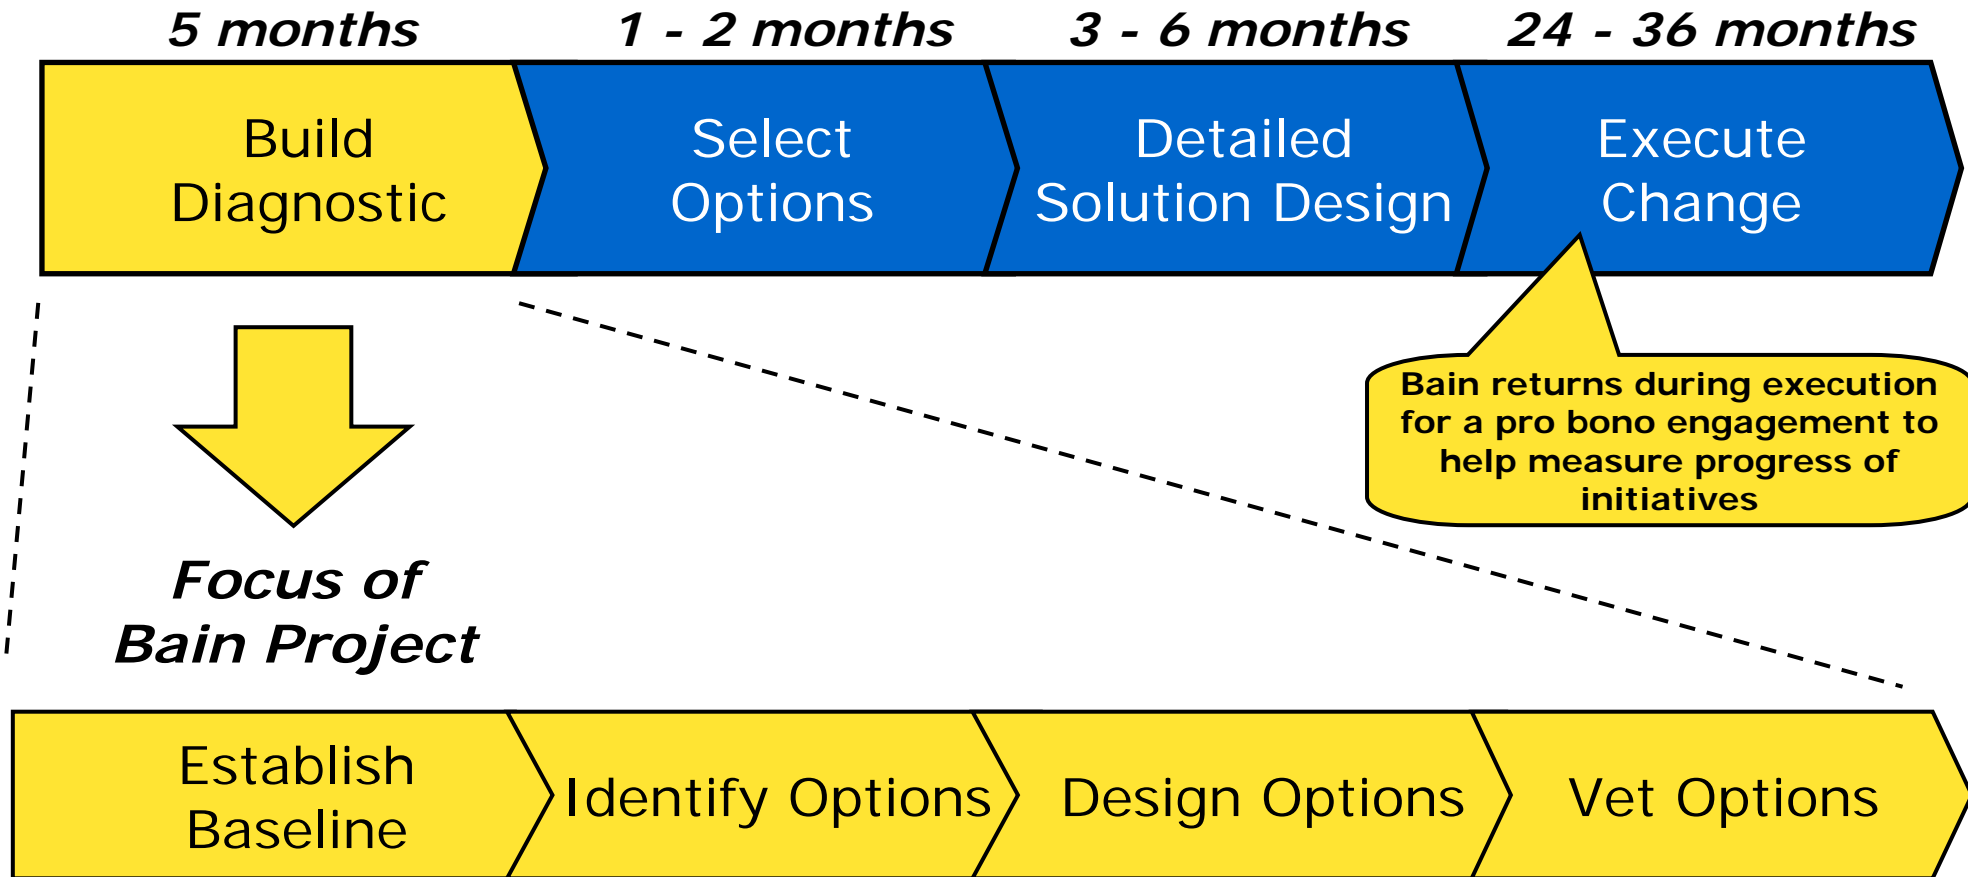 5 months
1 - 2 months
3 - 6 months
24 - 36 months
Build
Diagnostic
Select
Options
Detailed
Solution Design
Execute
Change
Bain returns during execution
for a pro bono engagement to
help measure progress of
initiatives
Focus of
Bain Project
Establish
Baseline
Identify Options
Design Options
Vet Options